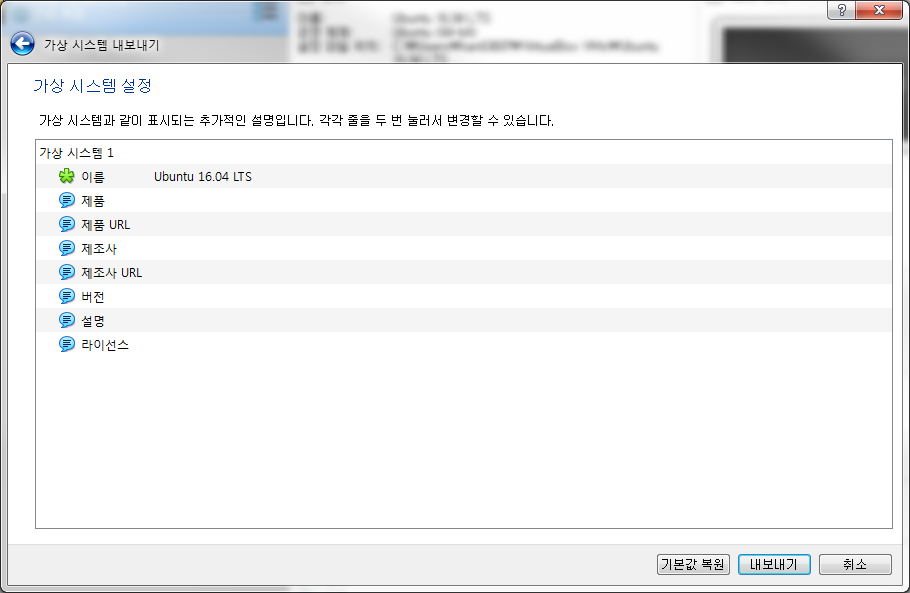 가상 시스템 내보내기
가상 시스템 설정
가상 시스템과 같이 표시되는 추가적인 설명입니다. 각각 줄을 두 번 눌러서 변경할 수 있습니다.
가상 시스템 1
이름 Ubuntu 16.04 LTS
제품
제품 URL
제조사
제조사 URL
버전
설명
라이선스
기본값 복원 내보내기 취소